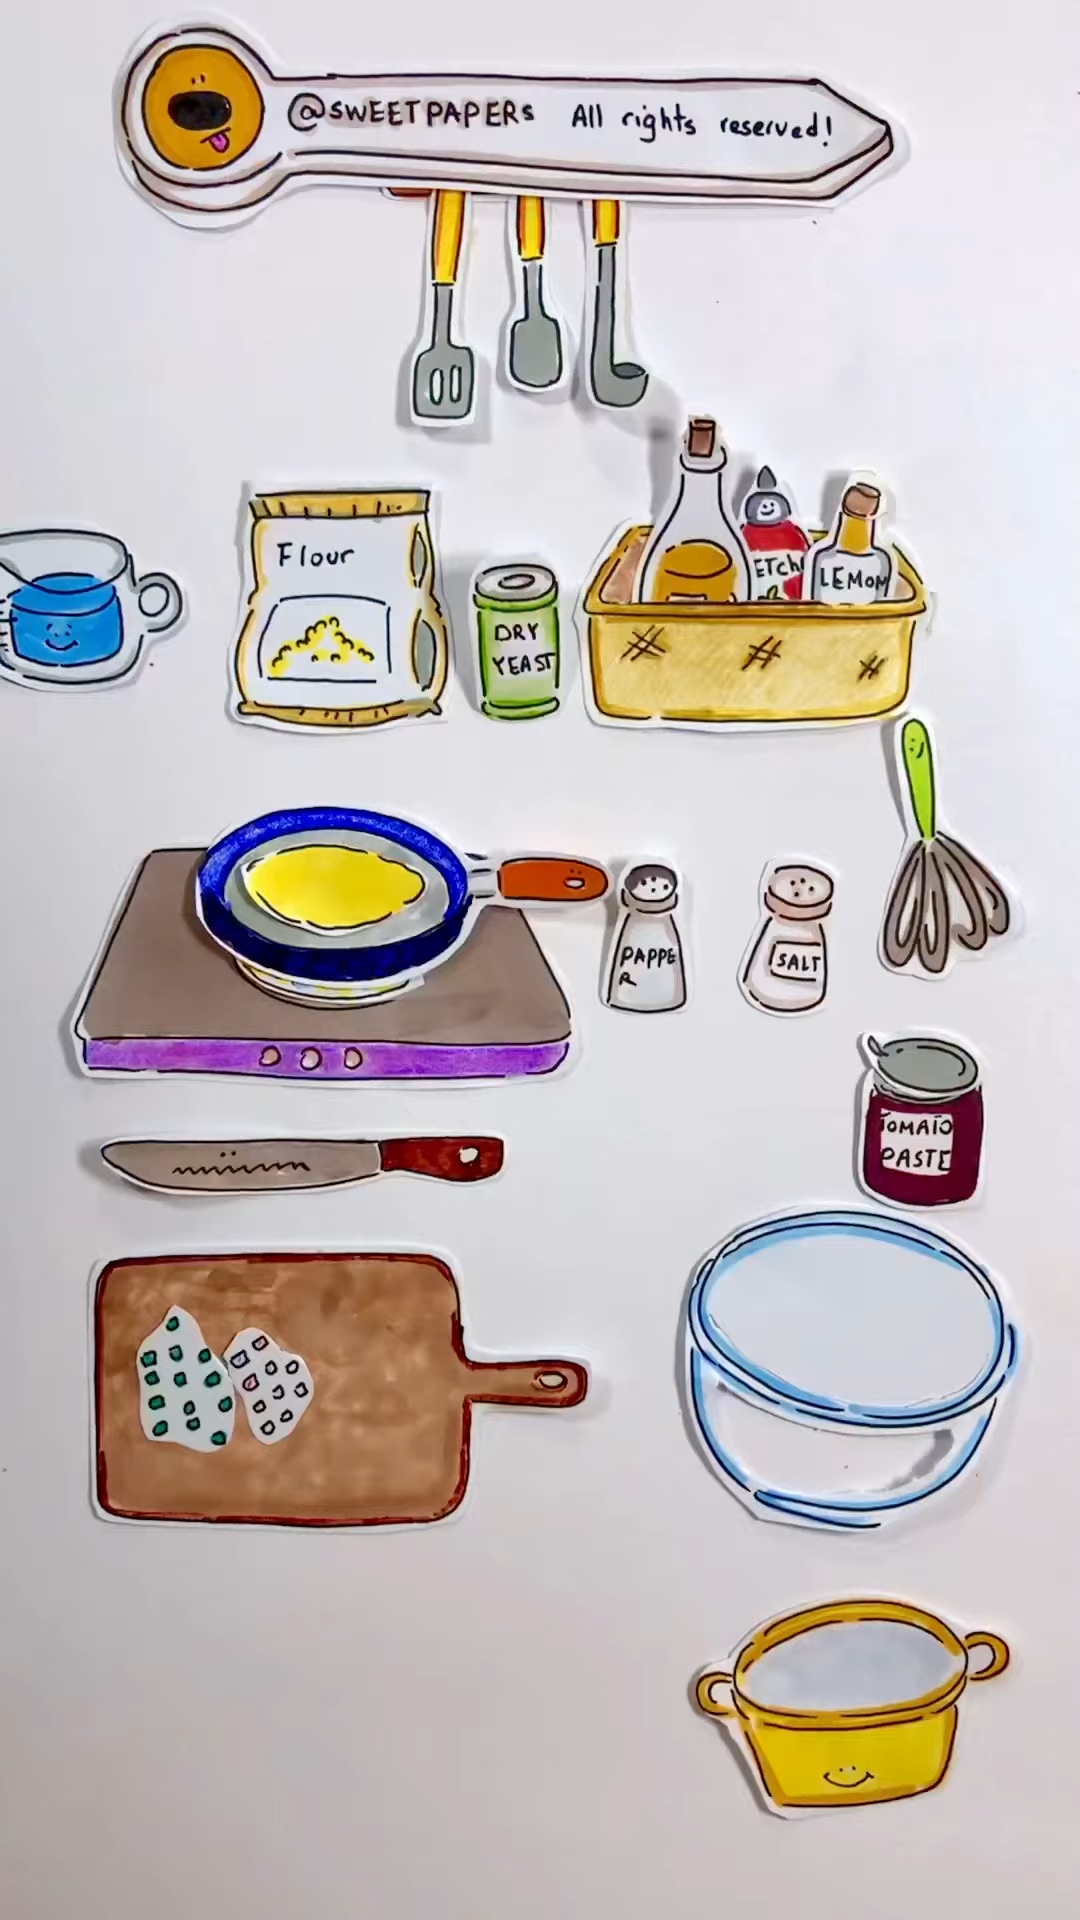 @SWEETPAPERs All rights reserved!
Flour
DRY
YEAST
ETCh
LEMON
PAPPE
R
SALT
TOMATO
PASTE